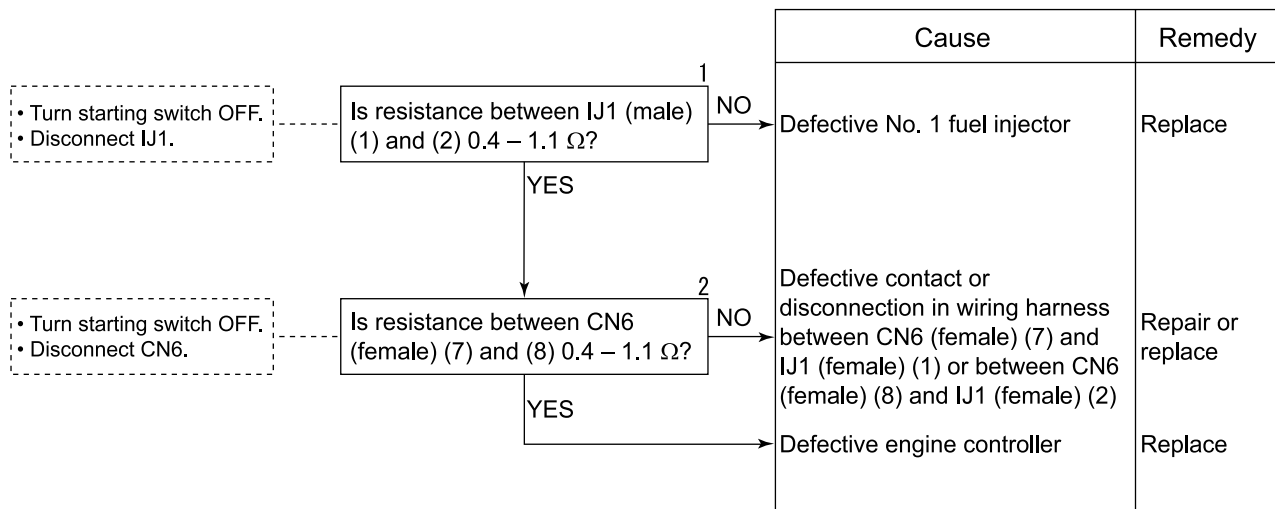 Cause
Remedy
• Turn starting switch OFF.
• Disconnect IJ1.
1
Is resistance between IJ1 (male)
(1) and (2) 0.4 – 1.1 Ω?
NO
Defective No. 1 fuel injector
Replace
YES
• Turn starting switch OFF.
• Disconnect CN6.
2
Is resistance between CN6
(female) (7) and (8) 0.4 – 1.1 Ω?
NO
Defective contact or
disconnection in wiring harness
between CN6 (female) (7) and
IJ1 (female) (1) or between CN6
(female) (8) and IJ1 (female) (2)
Repair or
replace
YES
Defective engine controller
Replace